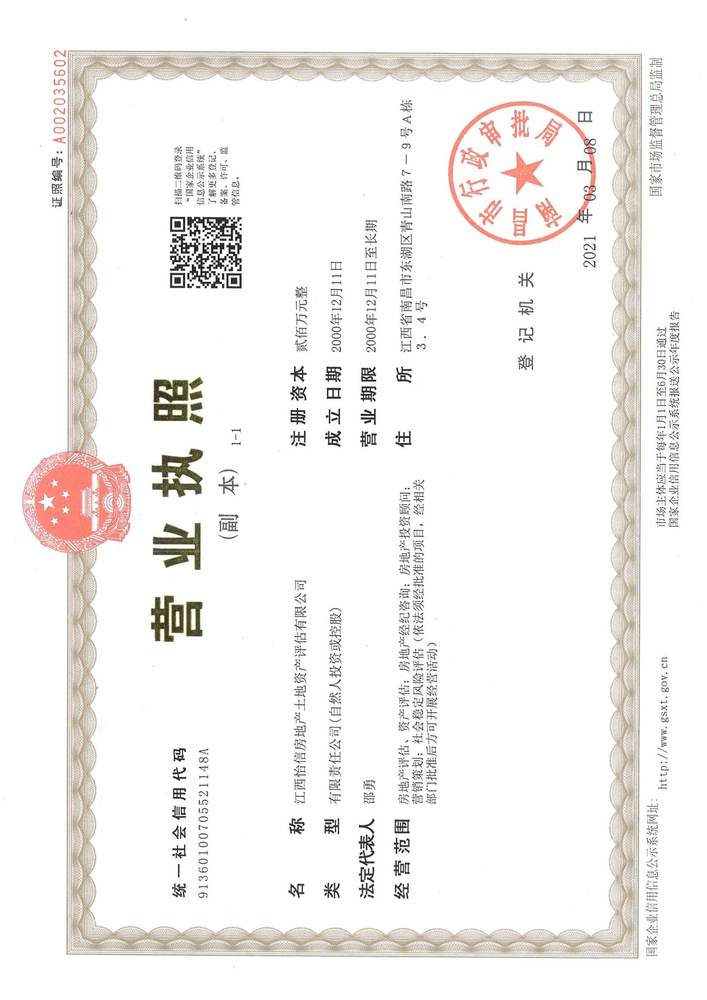 证照编号：A002035602
统一社会信用代码
91360100705521148A
营业执照
(副 本) 1-1
扫描二维码登录
“国家企业信用
信息公示系统”
了解更多登记、
备案、许可、监
管信息。
名 称 江西怡信房地产土地资产评估有限公司
类 型 有限责任公司(自然人投资或控股)
法定代表人 邵勇
经营范围 房地产评估、资产评估；房地产经纪咨询；房地产投资顾问；
营销策划；社会稳定风险评估（依法须经批准的项目，经相关
部门批准后方可开展经营活动）
注册资本 贰佰万元整
成立日期 2000年12月11日
营业期限 2000年12月11日至长期
住 所 江西省南昌市东湖区青山南路7－9号A栋
3．4号
登记机关
南昌市行政审批局
2021 年 03 月 08 日
国家企业信用信息公示系统网址：
http://www.gsxt.gov.cn
市场主体应当于每年1月1日至6月30日通过
国家企业信用信息公示系统报送公示年度报告
国家市场监督管理总局监制